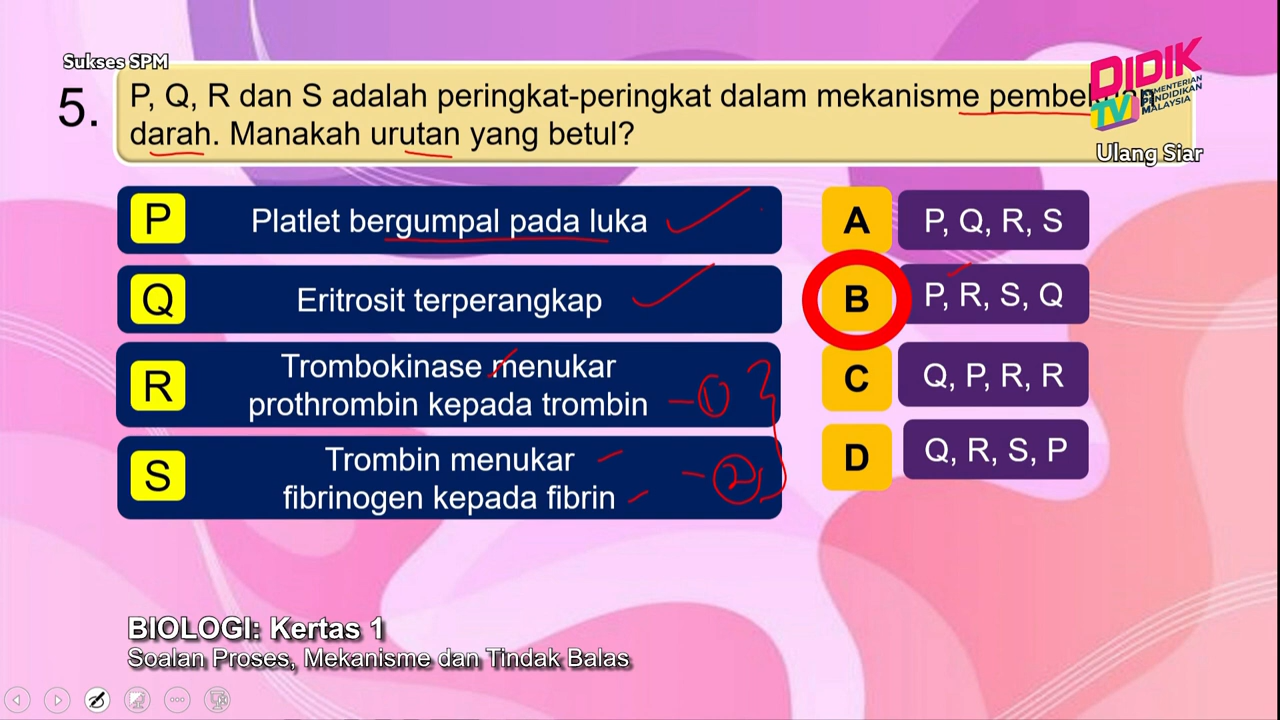 Sukses SPM
DIDIK
TV
KEMENTERIAN
PENDIDIKAN
MALAYSIA
Ulang Siar
5.
P, Q, R dan S adalah peringkat-peringkat dalam mekanisme
darah. Manakah urutan yang betul?
P
Platlet bergumpal pada luka
Q
Eritrosit terperangkap
R
Trombokinase menukar
prothrombin kepada trombin
1
S
Trombin menukar
fibrinogen kepada fibrin
2
A
P, Q, R, S
B
P, R, S, Q
C
Q, P, R, R
D
Q, R, S, P
BIOLOGI: Kertas 1
Soalan Proses, Mekanisme dan Tindak Balas